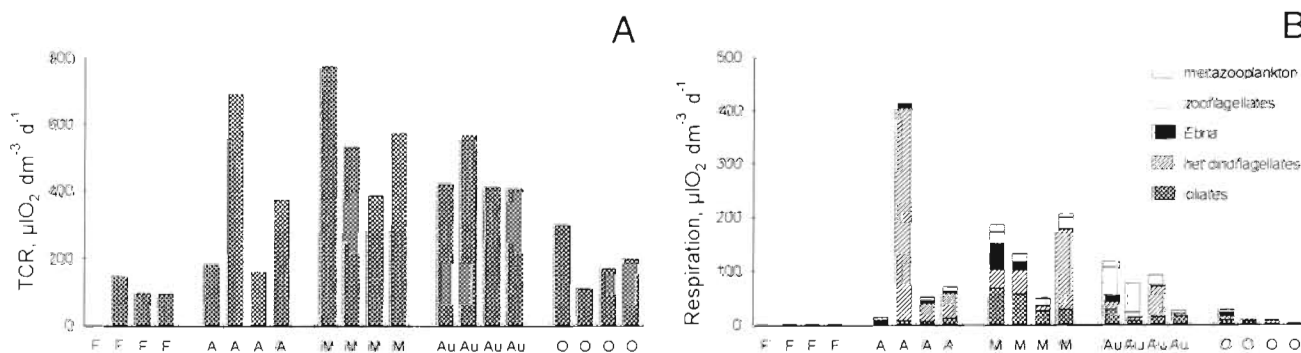 A
800
600
400
200
0
TCR, µlO₂ dm⁻³ d⁻¹
F F F F A A A A M M M M Au Au Au Au O O O O
B
500
400
300
200
100
0
Respiration, µlO₂ dm⁻³ d⁻¹
metazooplankton
zooflagellates
Ebria
het dinoflagellates
ciliates
F F F F A A A A M M M M Au Au Au Au O O O O